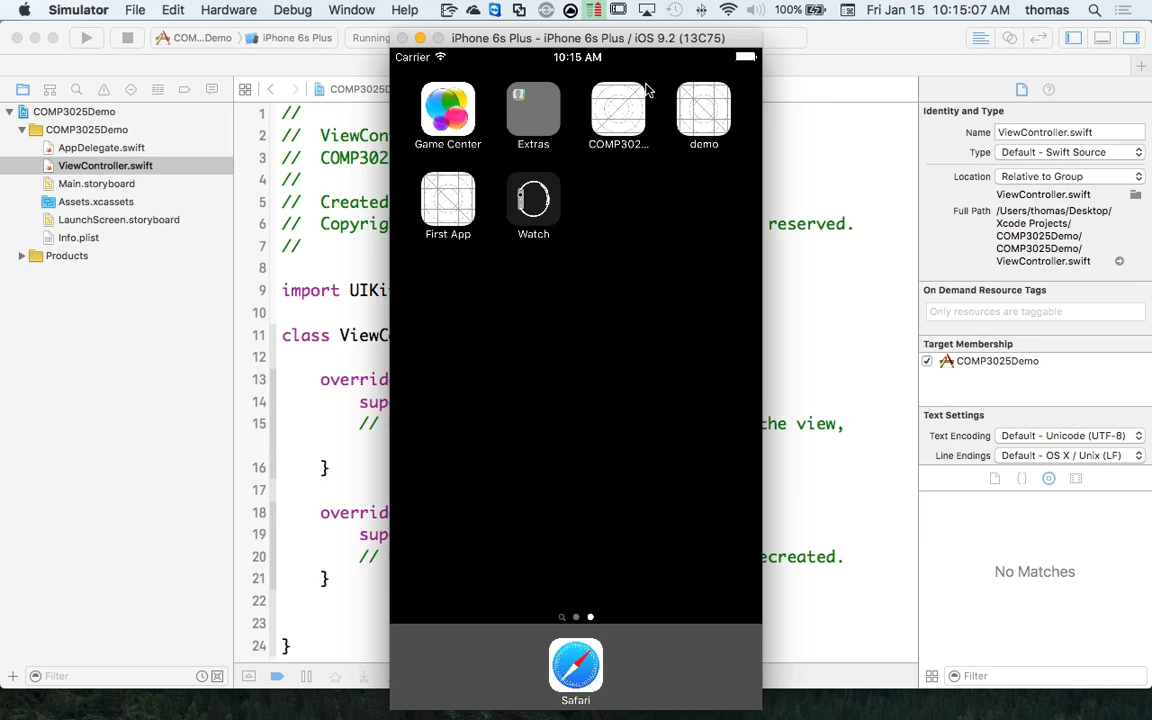 Simulator File Edit Hardware Debug Window Help 100% Fri Jan 15 10:15:07 AM thomas
COM...Demo iPhone 6s Plus Running
iPhone 6s Plus - iPhone 6s Plus / iOS 9.2 (13C75)
Carrier 10:15 AM
Game Center Extras COMP302... demo
First App Watch
Safari
COMP3025Demo
COMP3025Demo
AppDelegate.swift
ViewController.swift
Main.storyboard
Assets.xcassets
LaunchScreen.storyboard
Info.plist
Products
Filter
COMP3025D
1 //
2 // ViewCon
3 // COMP302
4 //
5 // Created
6 // Copyrig reserved.
7 //
8
9 import UIKi
10
11 class ViewC
12
13 overrid
14 sup
15 // the view,
16 }
17
18 overrid
19 sup
20 // ecreated.
21 }
22
23
24 }
Identity and Type
Name ViewController.swift
Type Default - Swift Source
Location Relative to Group
ViewController.swift
Full Path /Users/thomas/Desktop/
Xcode Projects/
COMP3025Demo/
COMP3025Demo/
ViewController.swift
On Demand Resource Tags
Only resources are taggable
Target Membership
COMP3025Demo
Text Settings
Text Encoding Default - Unicode (UTF-8)
Line Endings Default - OS X / Unix (LF)
No Matches
Filter